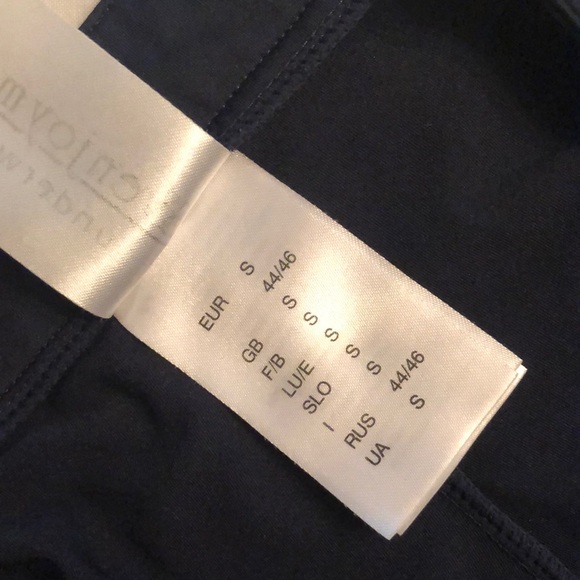 EUR S
44/46
GB S
F/B S
LU/E S
SLO S
I S
RUS 44/46
UA S